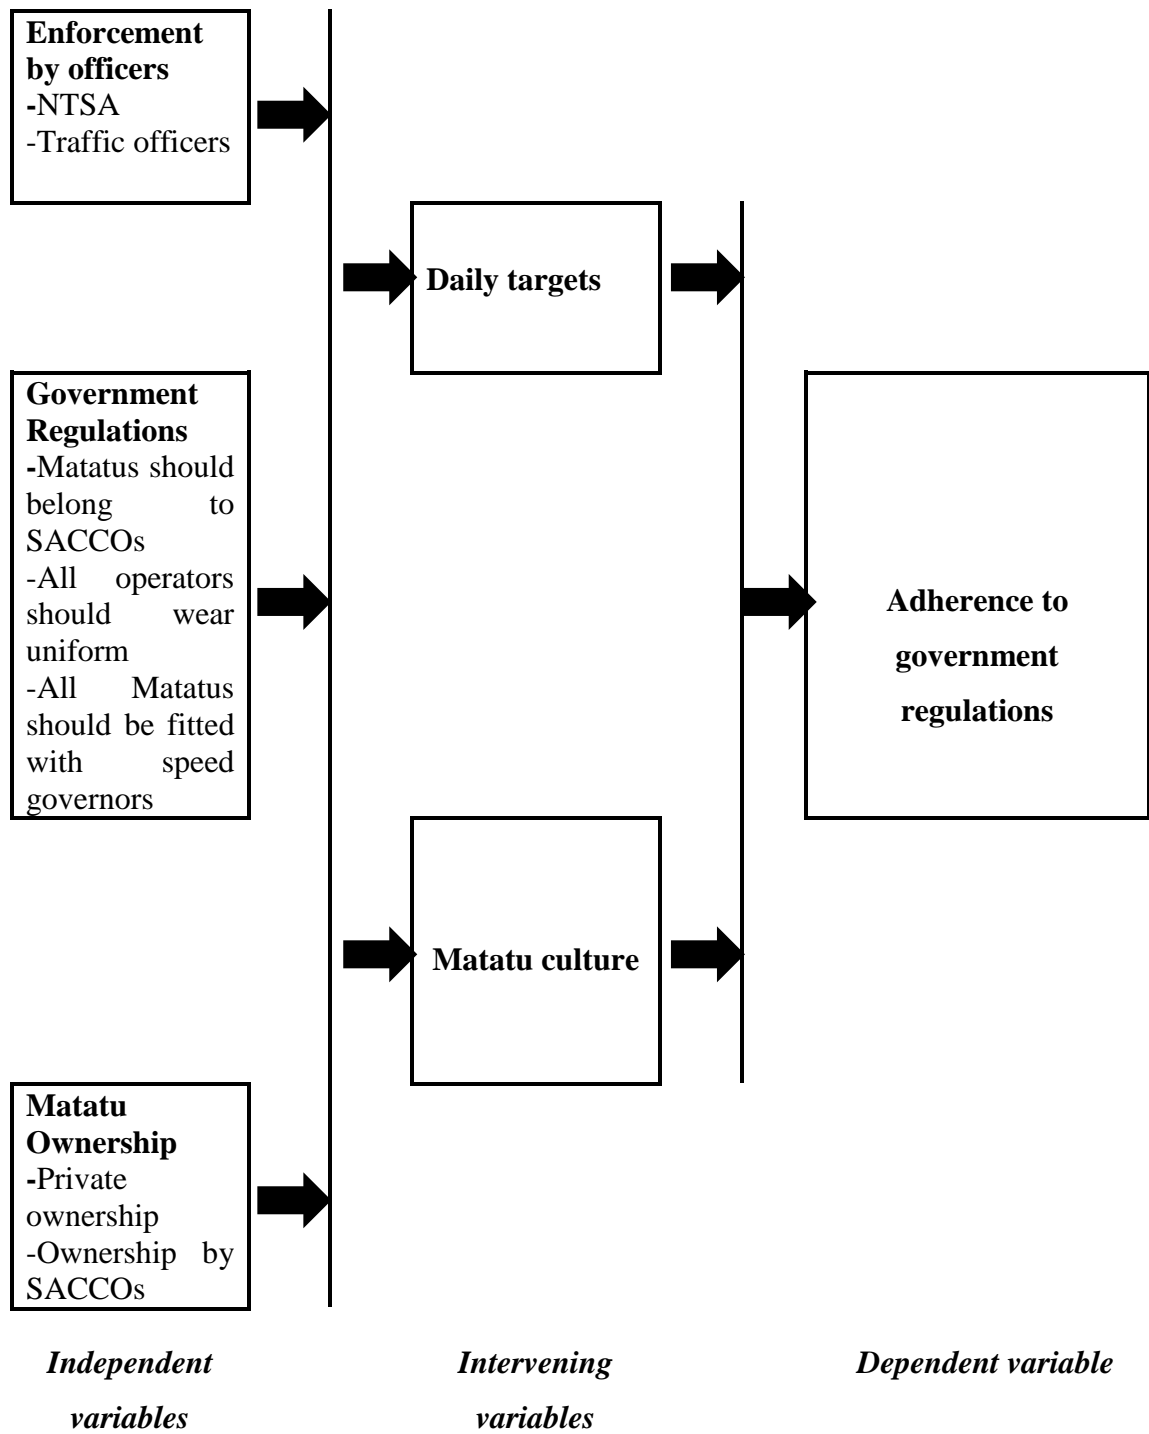 Enforcement
by officers
-NTSA
-Traffic officers
Daily targets
Government
Regulations
-Matatus should
belong to
SACCOs
-All operators
should wear
uniform
-All Matatus
should be fitted
with speed
governors
Adherence to
government
regulations
Matatu culture
Matatu
Ownership
-Private
ownership
-Ownership by
SACCOs
Independent
variables
Intervening
variables
Dependent variable